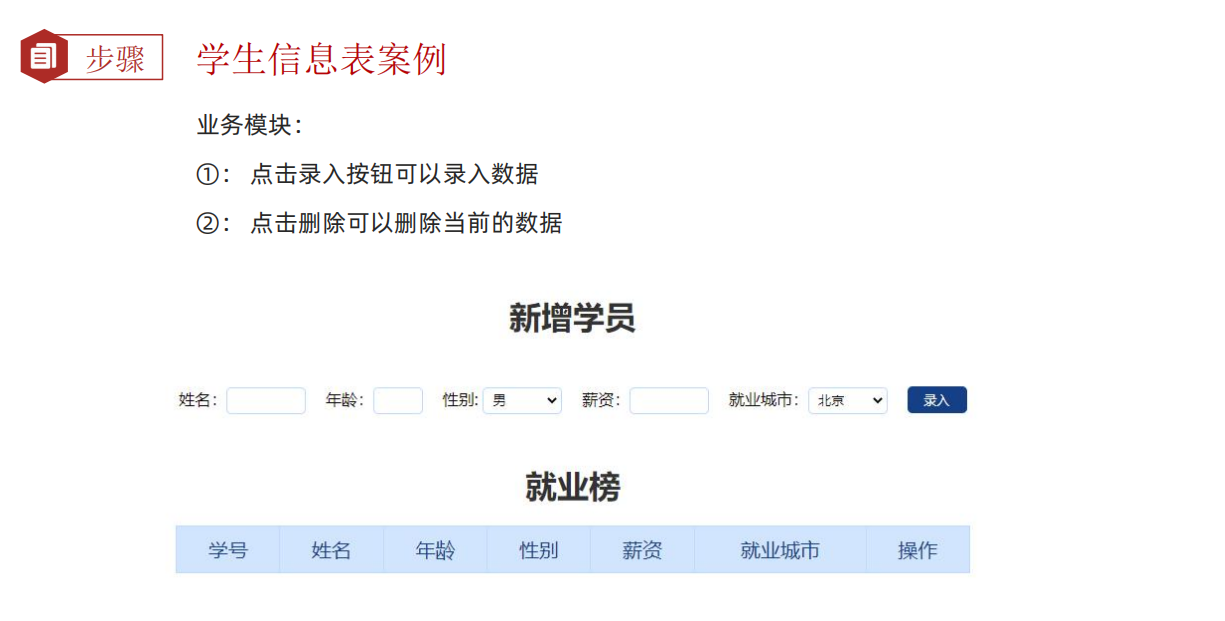 步骤 学生信息表案例
业务模块：
①： 点击录入按钮可以录入数据
②： 点击删除可以删除当前的数据
新增学员
姓名： 年龄： 性别: 男 薪资： 就业城市： 北京 录入
就业榜
学号 姓名 年龄 性别 薪资 就业城市 操作